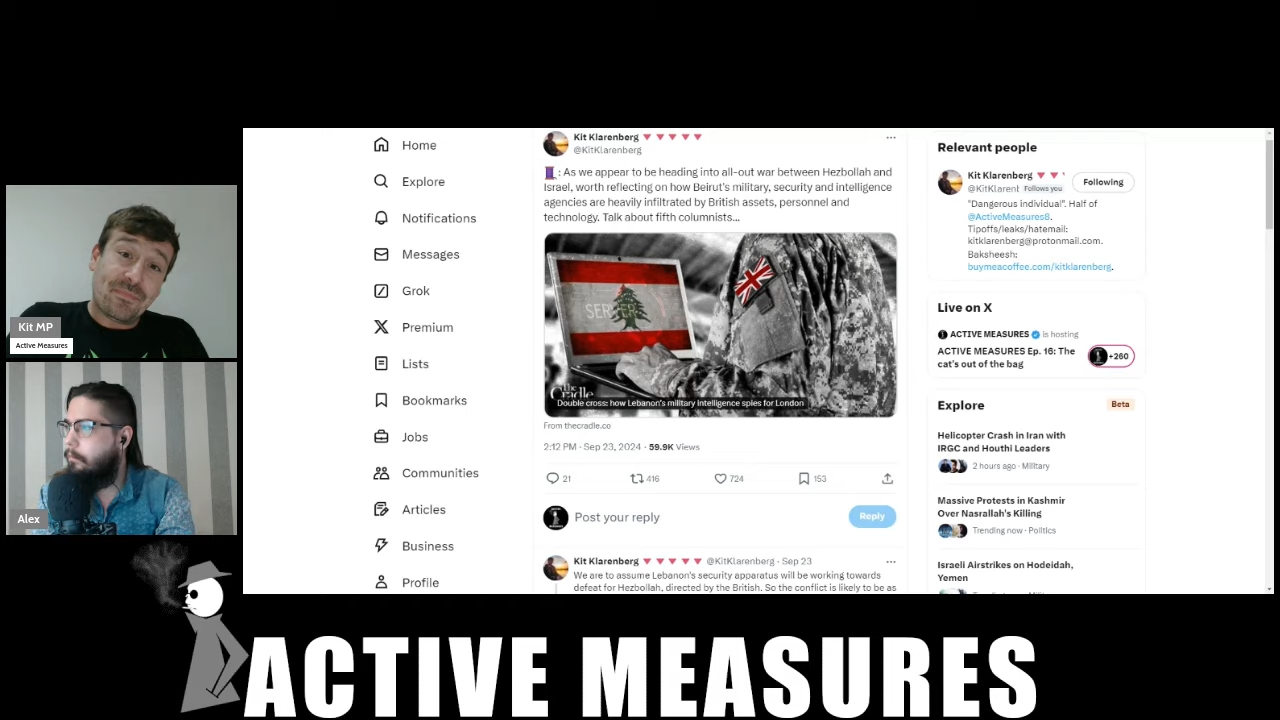 Kit MP
Active Measures
Alex
Home
Explore
Notifications
Messages
Grok
Premium
Lists
Bookmarks
Jobs
Communities
Articles
Business
Profile
Kit Klarenberg
@KitKlarenberg
: As we appear to be heading into all-out war between Hezbollah and
Israel, worth reflecting on how Beirut's military, security and intelligence
agencies are heavily infiltrated by British assets, personnel and
technology. Talk about fifth columnists...
SERVER
The
Cradle
Double cross: how Lebanon's military intelligence spies for London
From thecradle.co
2:12 PM · Sep 23, 2024 · 59.9K Views
21
416
724
153
Post your reply
Reply
Kit Klarenberg @KitKlarenberg · Sep 23
We are to assume Lebanon's security apparatus will be working towards
defeat for Hezbollah, directed by the British. So the conflict is likely to be as
Relevant people
Kit Klarenberg
Following
@KitKlarent Follows you
"Dangerous individual". Half of
@ActiveMeasures8.
Tipoffs/leaks/hatemail:
kitklarenberg@protonmail.com.
Baksheesh:
buymeacoffee.com/kitklarenberg.
Live on X
ACTIVE MEASURES is hosting
ACTIVE MEASURES Ep. 16: The
cat's out of the bag
+260
Explore
Beta
Helicopter Crash in Iran with
IRGC and Houthi Leaders
2 hours ago · Military
Massive Protests in Kashmir
Over Nasrallah's Killing
Trending now · Politics
Israeli Airstrikes on Hodeidah,
Yemen
ACTIVE MEASURES